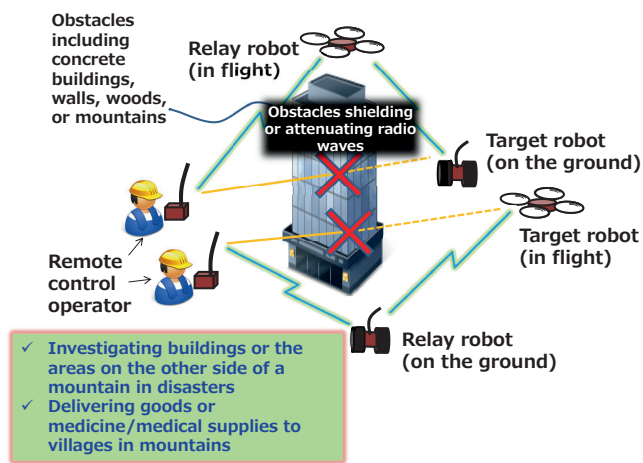 Obstacles
including
concrete
buildings,
walls, woods,
or mountains
Relay robot
(in flight)
Obstacles shielding
or attenuating radio
waves
Target robot
(on the ground)
Target robot
(in flight)
Remote
control
operator
Relay robot
(on the ground)
✓ Investigating buildings or the
areas on the other side of a
mountain in disasters
✓ Delivering goods or
medicine/medical supplies to
villages in mountains